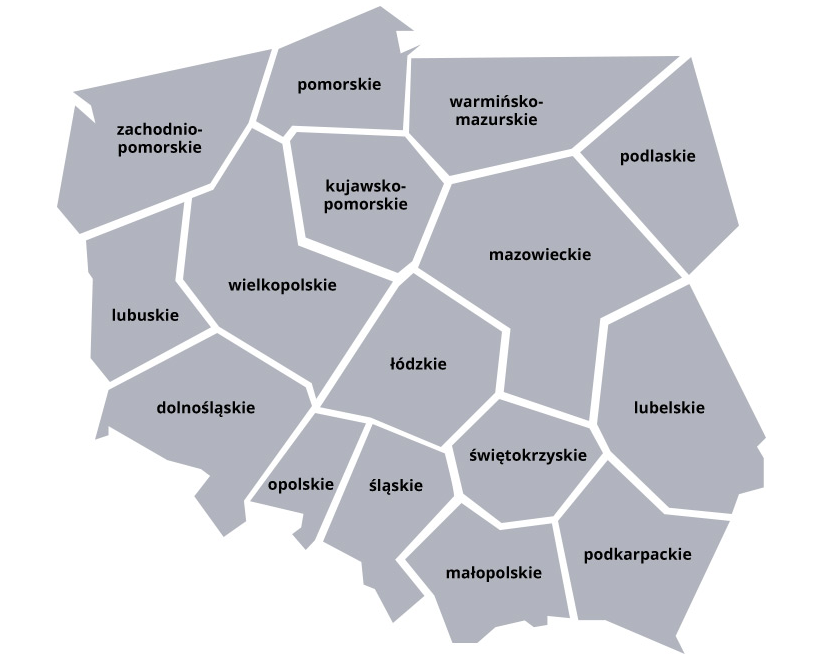 pomorskie
warmińsko-
mazurskie
zachodnio-
pomorskie
podlaskie
kujawsko-
pomorskie
mazowieckie
wielkopolskie
lubuskie
łódzkie
dolnośląskie
lubelskie
świętokrzyskie
opolskie
śląskie
podkarpackie
małopolskie